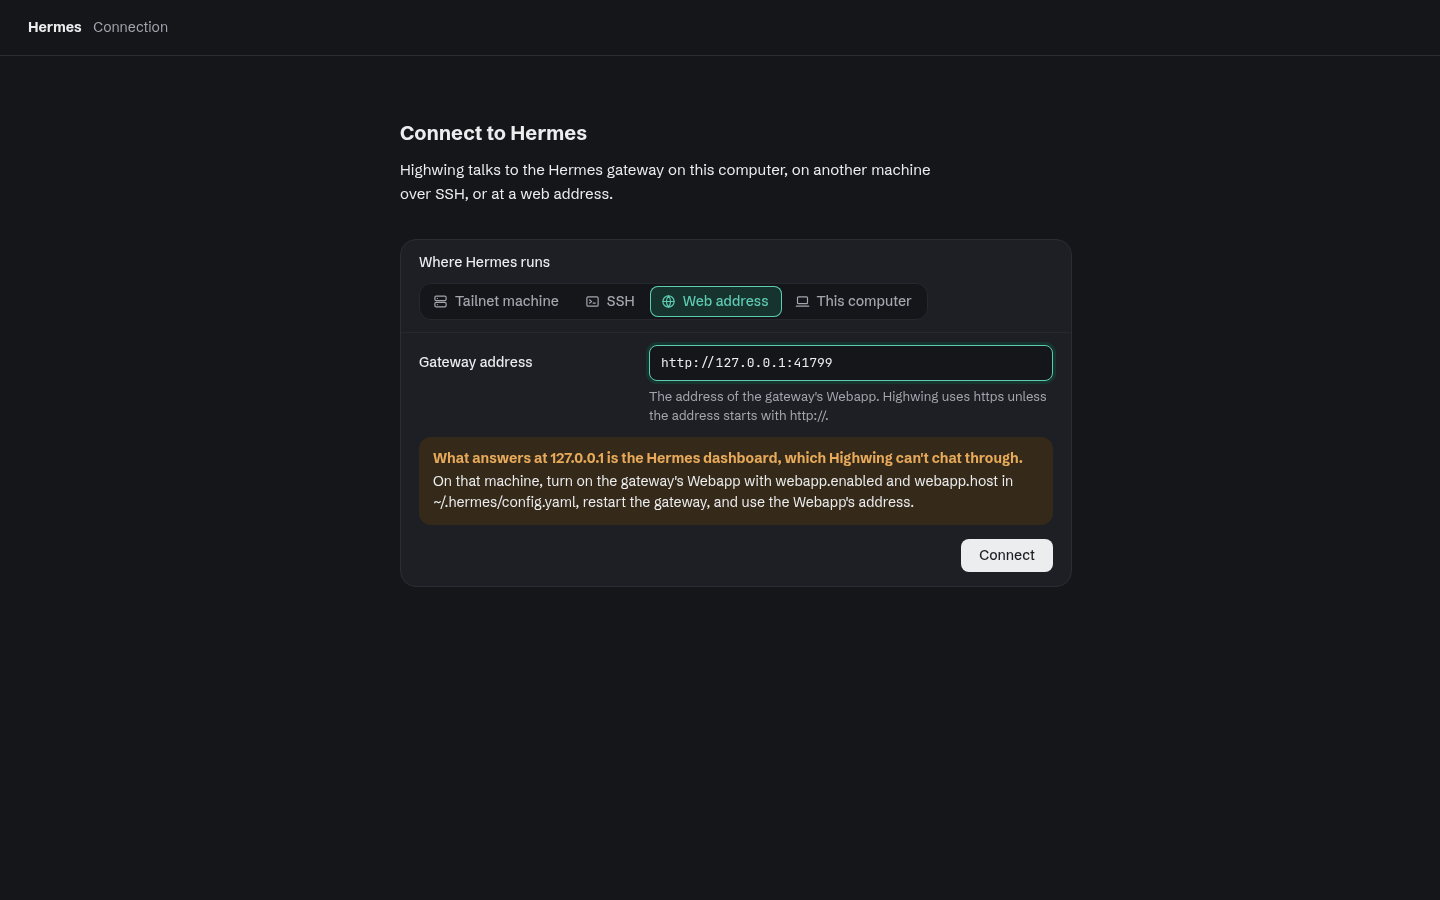 Hermes Connection
Connect to Hermes
Highwing talks to the Hermes gateway on this computer, on another machine
over SSH, or at a web address.
Where Hermes runs
Tailnet machine SSH Web address This computer
Gateway address http://127.0.0.1:41799
The address of the gateway's Webapp. Highwing uses https unless
the address starts with http://.
What answers at 127.0.0.1 is the Hermes dashboard, which Highwing can't chat through.
On that machine, turn on the gateway's Webapp with webapp.enabled and webapp.host in
~/.hermes/config.yaml, restart the gateway, and use the Webapp's address.
Connect